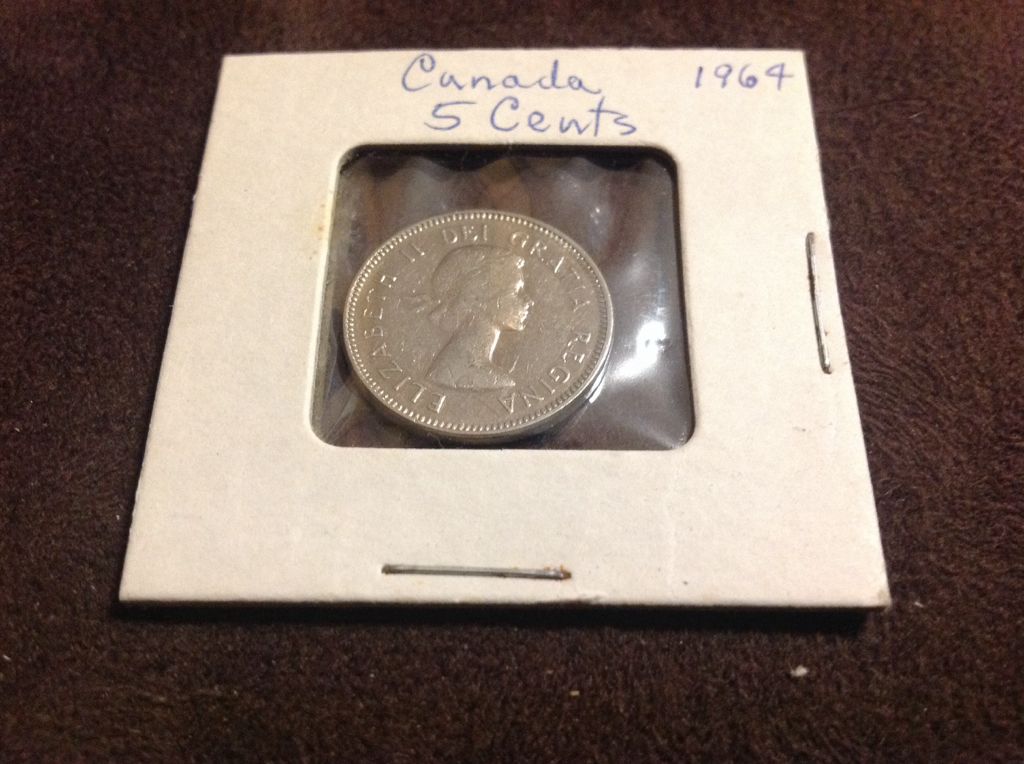 Canada 1964
5 Cents
ELIZABETH II DEI GRATIA REGINA